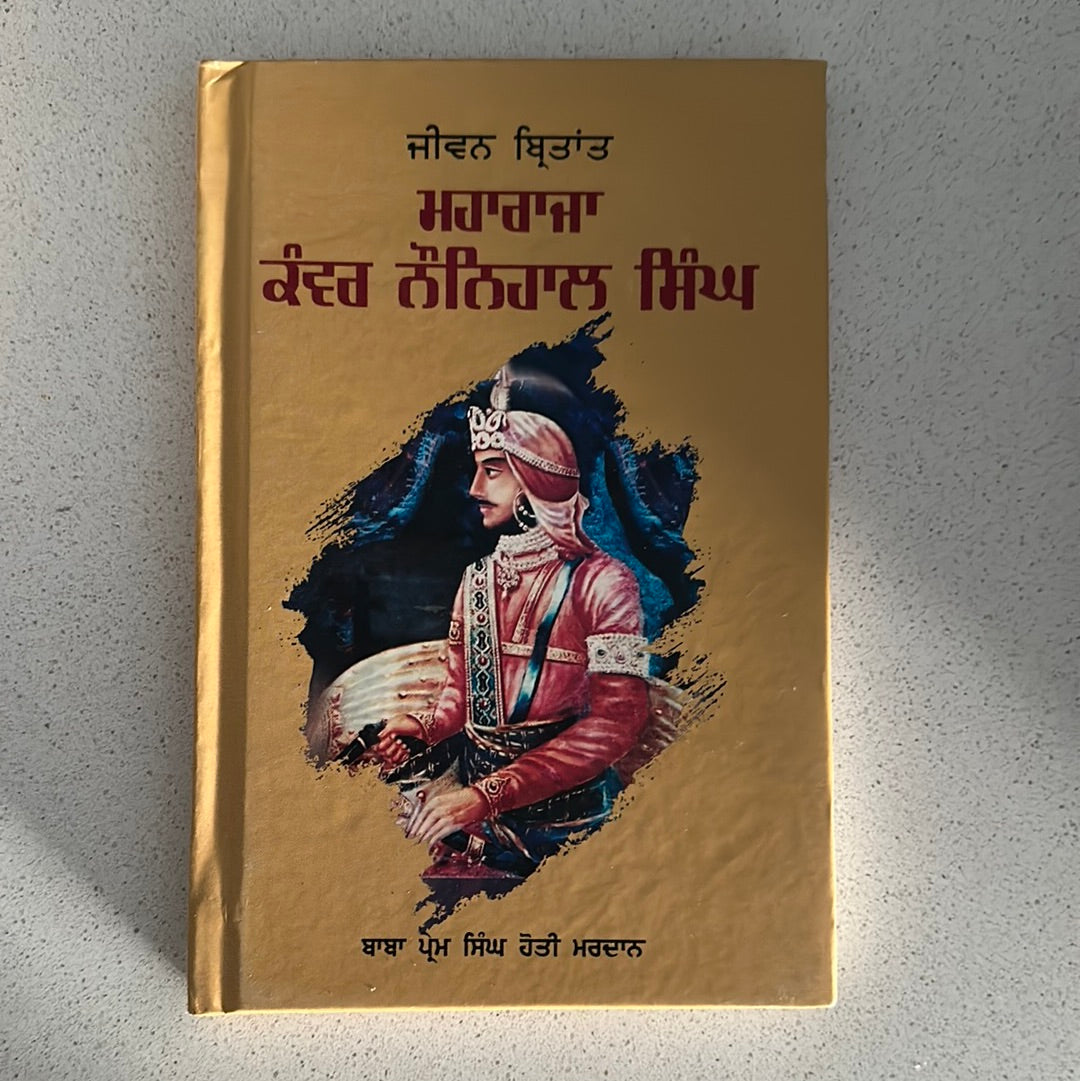 ਜੀਵਨ ਬ੍ਰਿਤਾਂਤ
ਮਹਾਰਾਜਾ
ਕੰਵਰ ਨੌਨਿਹਾਲ ਸਿੰਘ
ਬਾਬਾ ਪ੍ਰੇਮ ਸਿੰਘ ਹੋਤੀ ਮਰਦਾਨ